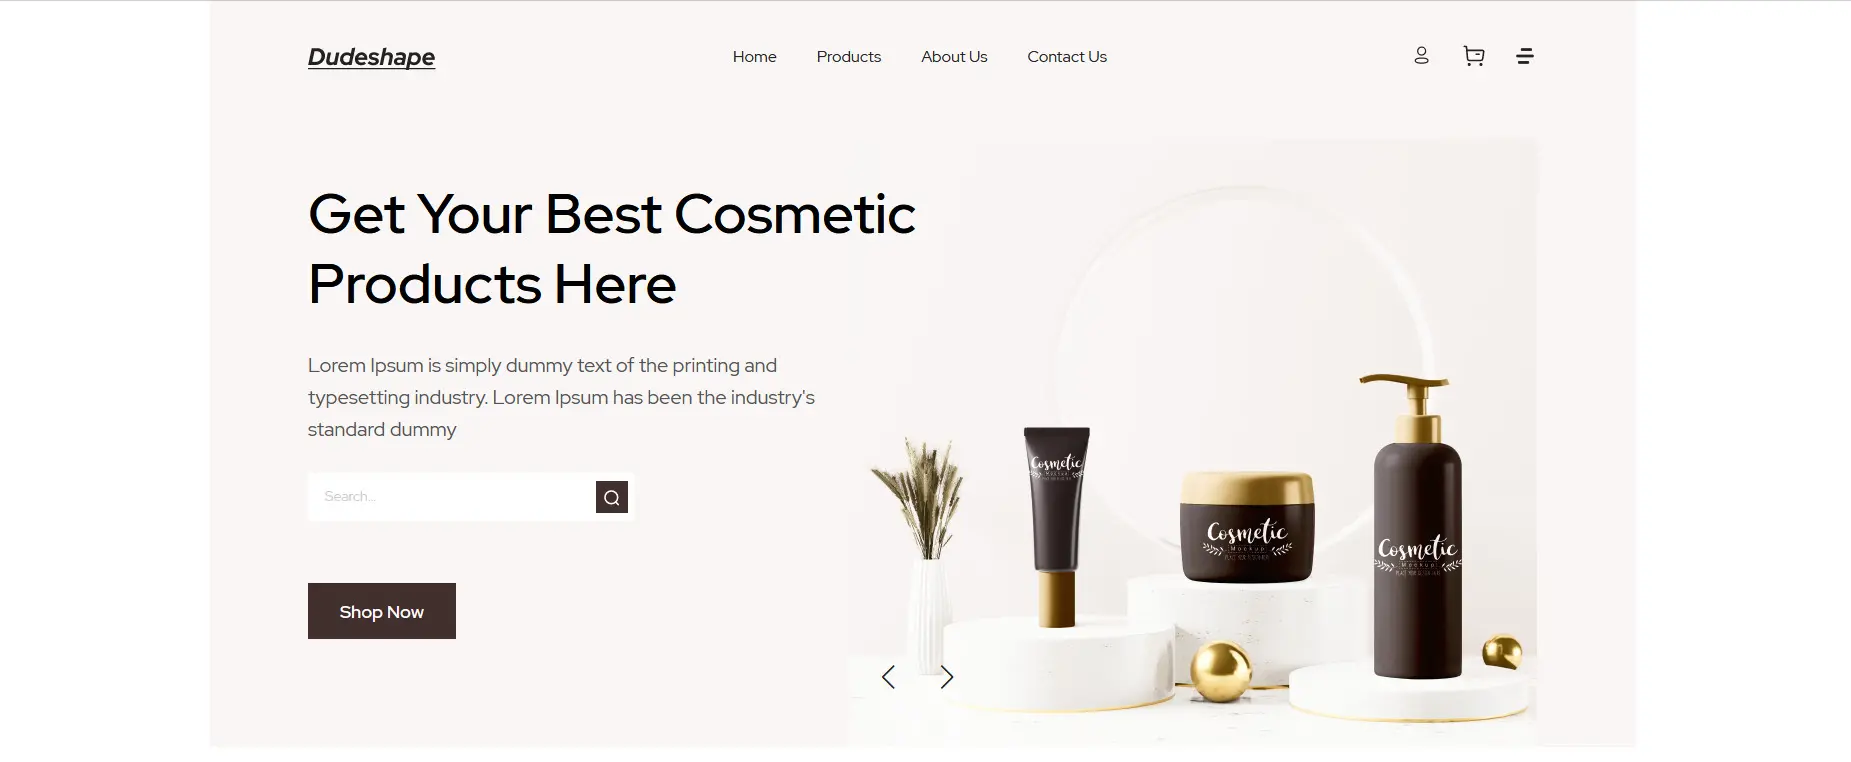 Dudeshape
Home Products About Us Contact Us
Get Your Best Cosmetic
Products Here
Lorem Ipsum is simply dummy text of the printing and
typesetting industry. Lorem Ipsum has been the industry's
standard dummy
Search...
Shop Now
Cosmetic
Cosmetic
Mockup
Cosmetic
Mockup